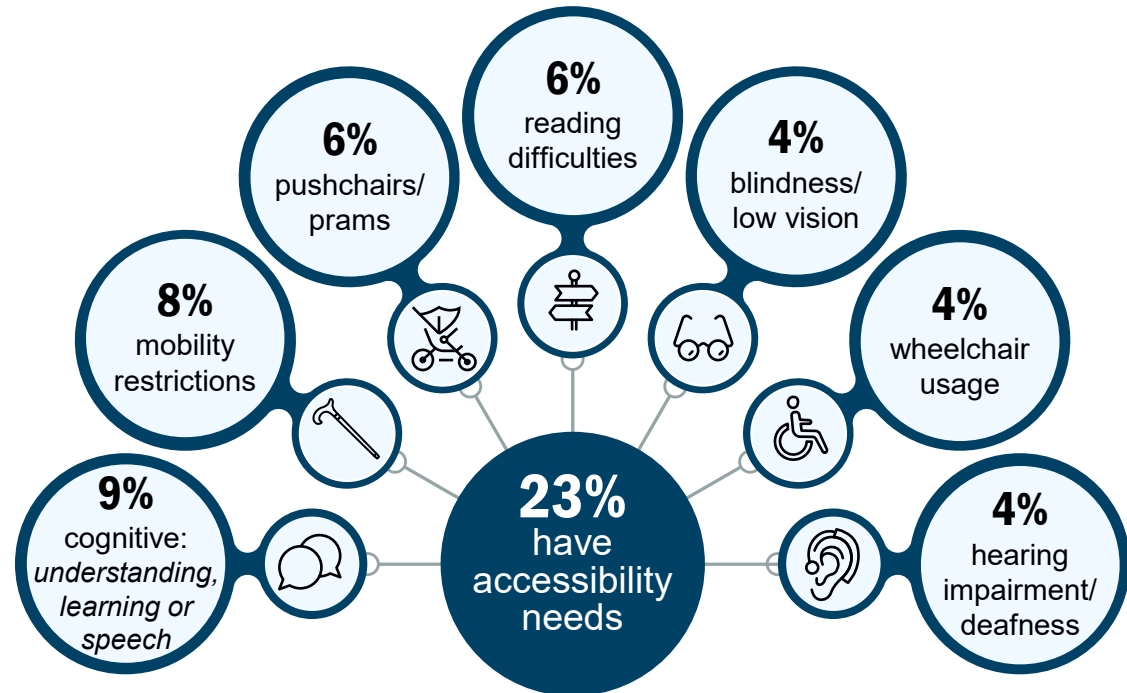 9%
cognitive:
understanding,
learning or
speech
8%
mobility
restrictions
6%
pushchairs/
prams
6%
reading
difficulties
4%
blindness/
low vision
4%
wheelchair
usage
4%
hearing
impairment/
deafness
23%
have
accessibility
needs